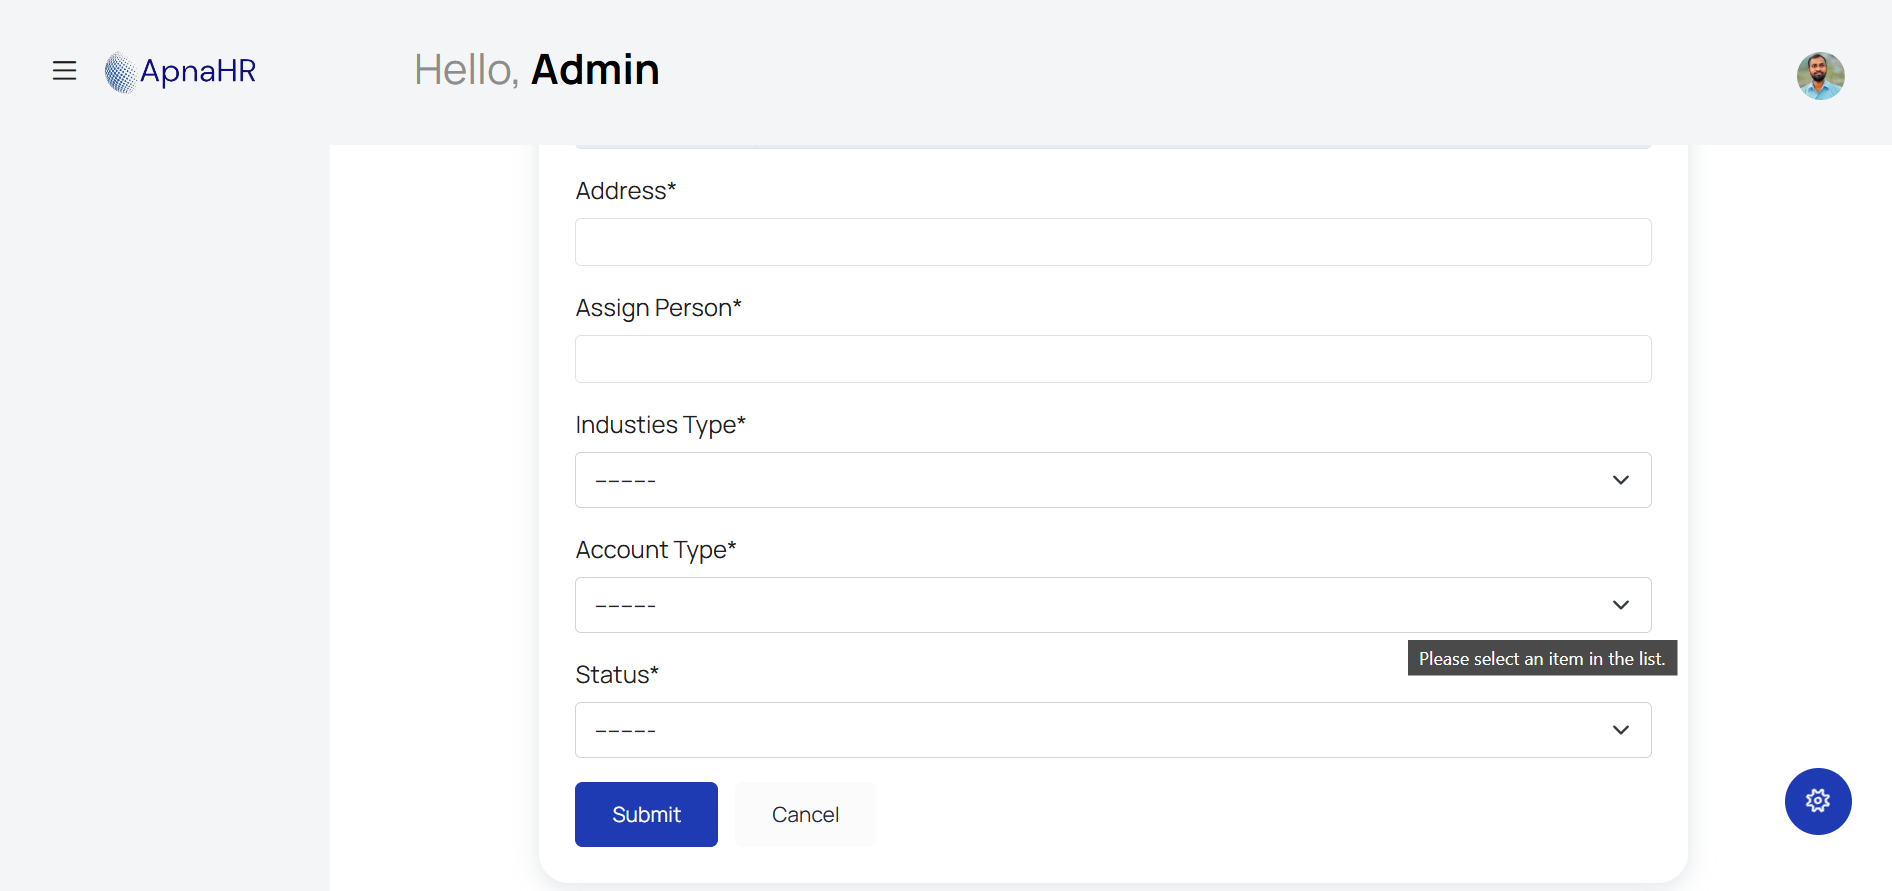 ApnaHR
Hello, Admin
Address*
Assign Person*
Industies Type*
---------
Account Type*
---------
Please select an item in the list.
Status*
---------
Submit
Cancel